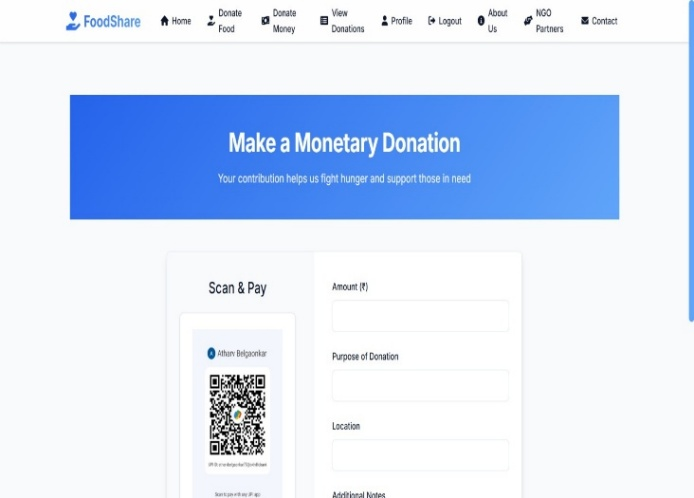 FoodShare
Home
Donate Food
Donate Money
View Donations
Profile
Logout
About Us
NGO Partners
Contact
Make a Monetary Donation
Your contribution helps us fight hunger and support those in need
Scan & Pay
Atharv Belgaonkar
Scan to pay with any UPI app
Amount (₹)
Purpose of Donation
Location
Additional Notes